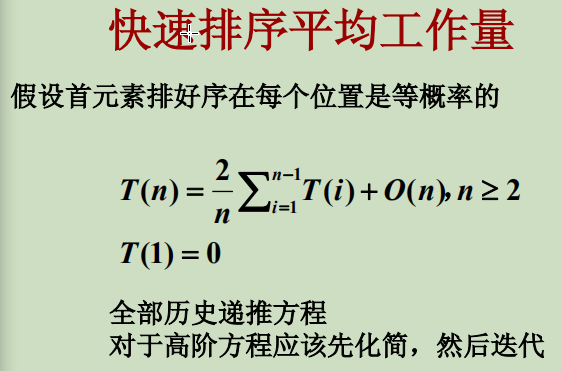 快速排序平均工作量
假设首元素排好序在每个位置是等概率的
T(n) = \frac{2}{n} \sum_{i=1}^{n-1} T(i) + O(n), n ≥ 2
T(1) = 0
全部历史递推方程
对于高阶方程应该先化简，然后迭代